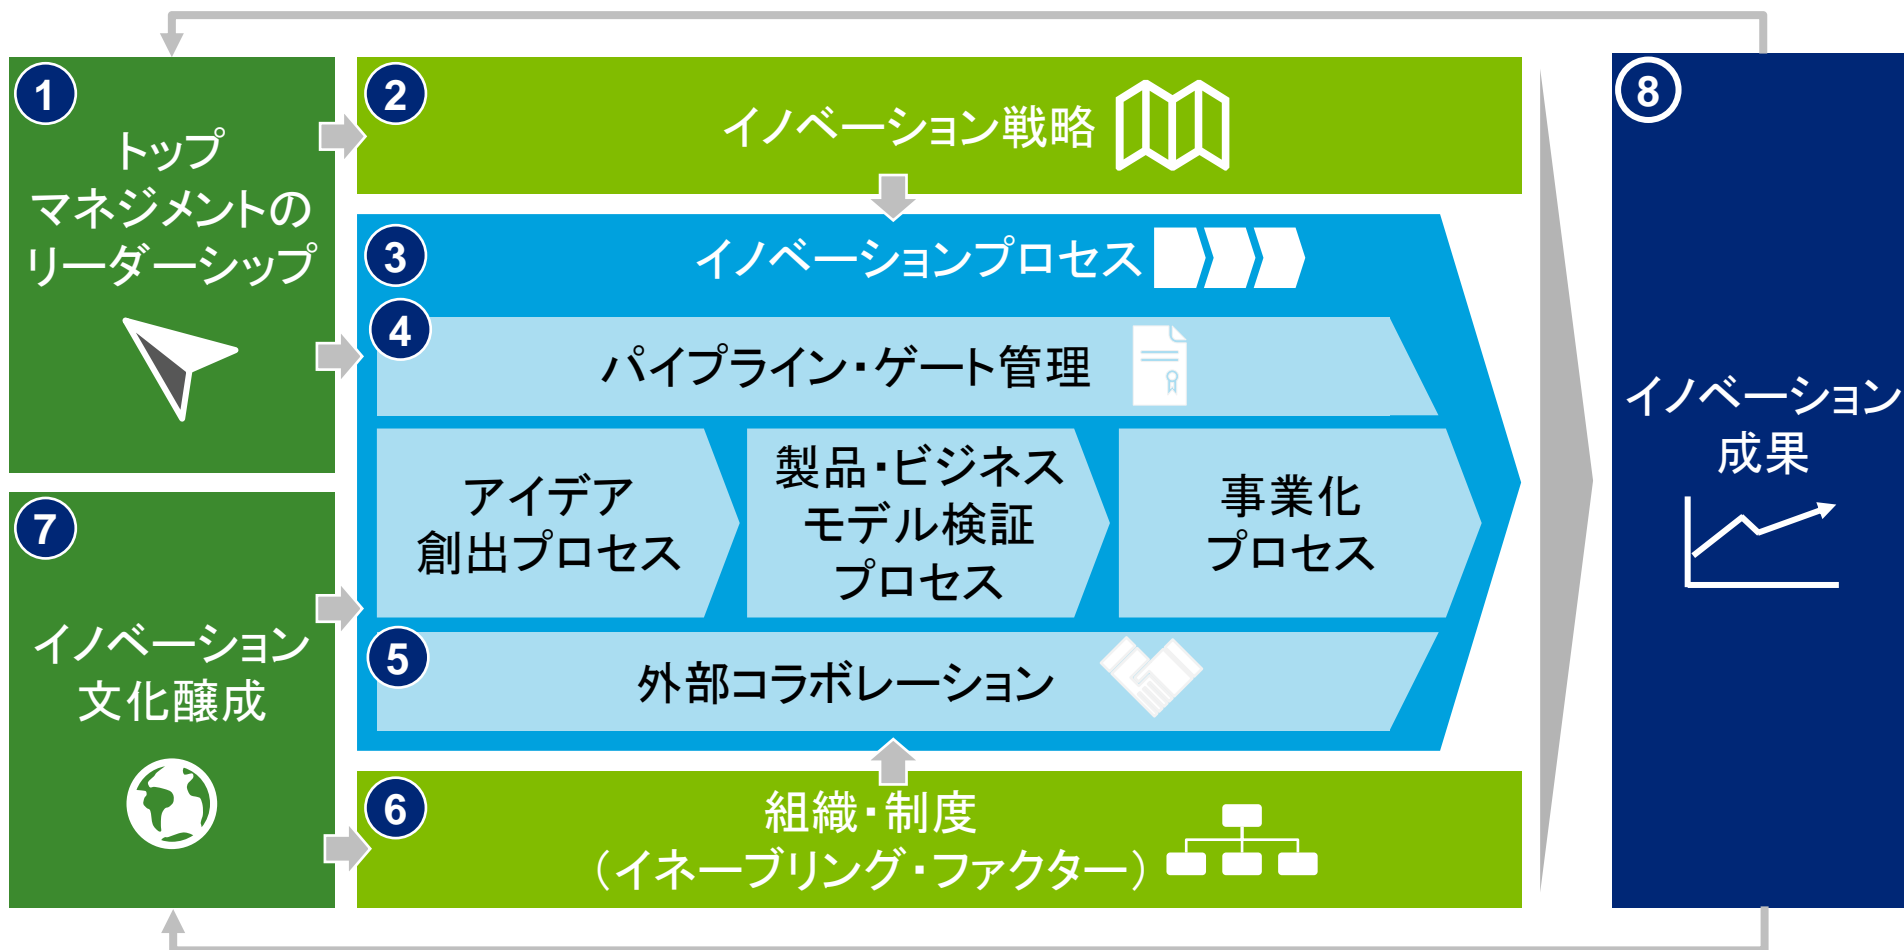 1
トップ
マネジメントの
リーダーシップ
2
イノベーション戦略
3
イノベーションプロセス
4
パイプライン・ゲート管理
アイデア
創出プロセス
製品・ビジネス
モデル検証
プロセス
事業化
プロセス
5
外部コラボレーション
6
組織・制度
（イネーブリング・ファクター）
7
イノベーション
文化醸成
8
イノベーション
成果